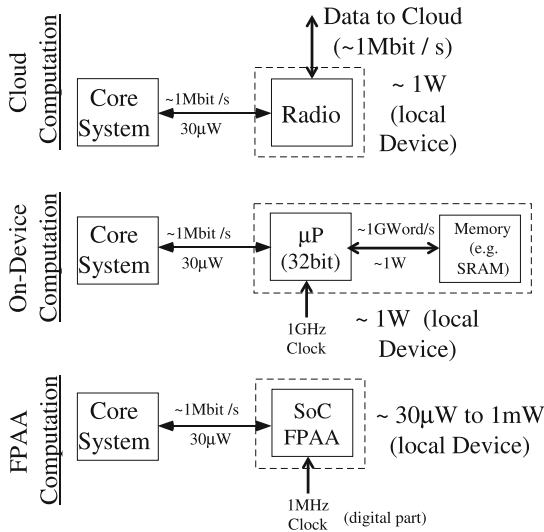 Cloud
Computation
Core
System
~1Mbit /s
30µW
Radio
Data to Cloud
(~1Mbit / s)
~ 1W
(local
Device)
On-Device
Computation
Core
System
~1Mbit /s
30µW
µP
(32bit)
~1GWord/s
~1W
Memory
(e.g.
SRAM)
1GHz
Clock
~ 1W (local
Device)
FPAA
Computation
Core
System
~1Mbit /s
30µW
SoC
FPAA
~ 30µW to 1mW
(local Device)
1MHz
Clock
(digital part)